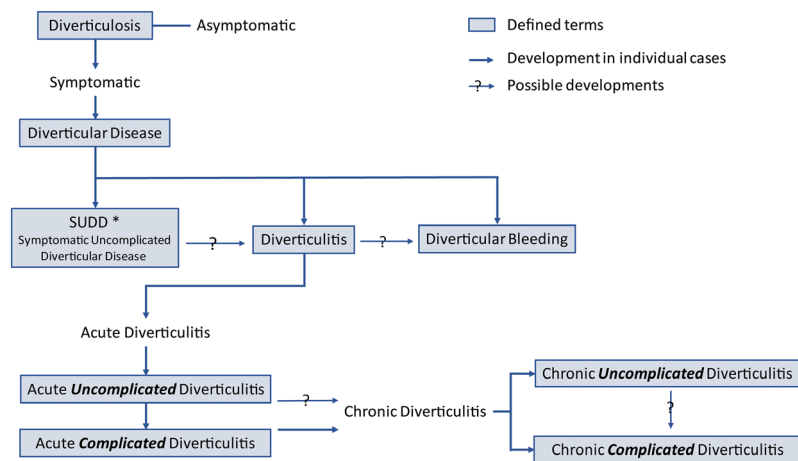 Diverticulosis
Asymptomatic
Defined terms
Development in individual cases
? Possible developments
Symptomatic
Diverticular Disease
SUDD *
Symptomatic Uncomplicated
Diverticular Disease
?
Diverticulitis
?
Diverticular Bleeding
Acute Diverticulitis
Acute Uncomplicated Diverticulitis
?
Acute Complicated Diverticulitis
Chronic Diverticulitis
Chronic Uncomplicated Diverticulitis
?
Chronic Complicated Diverticulitis